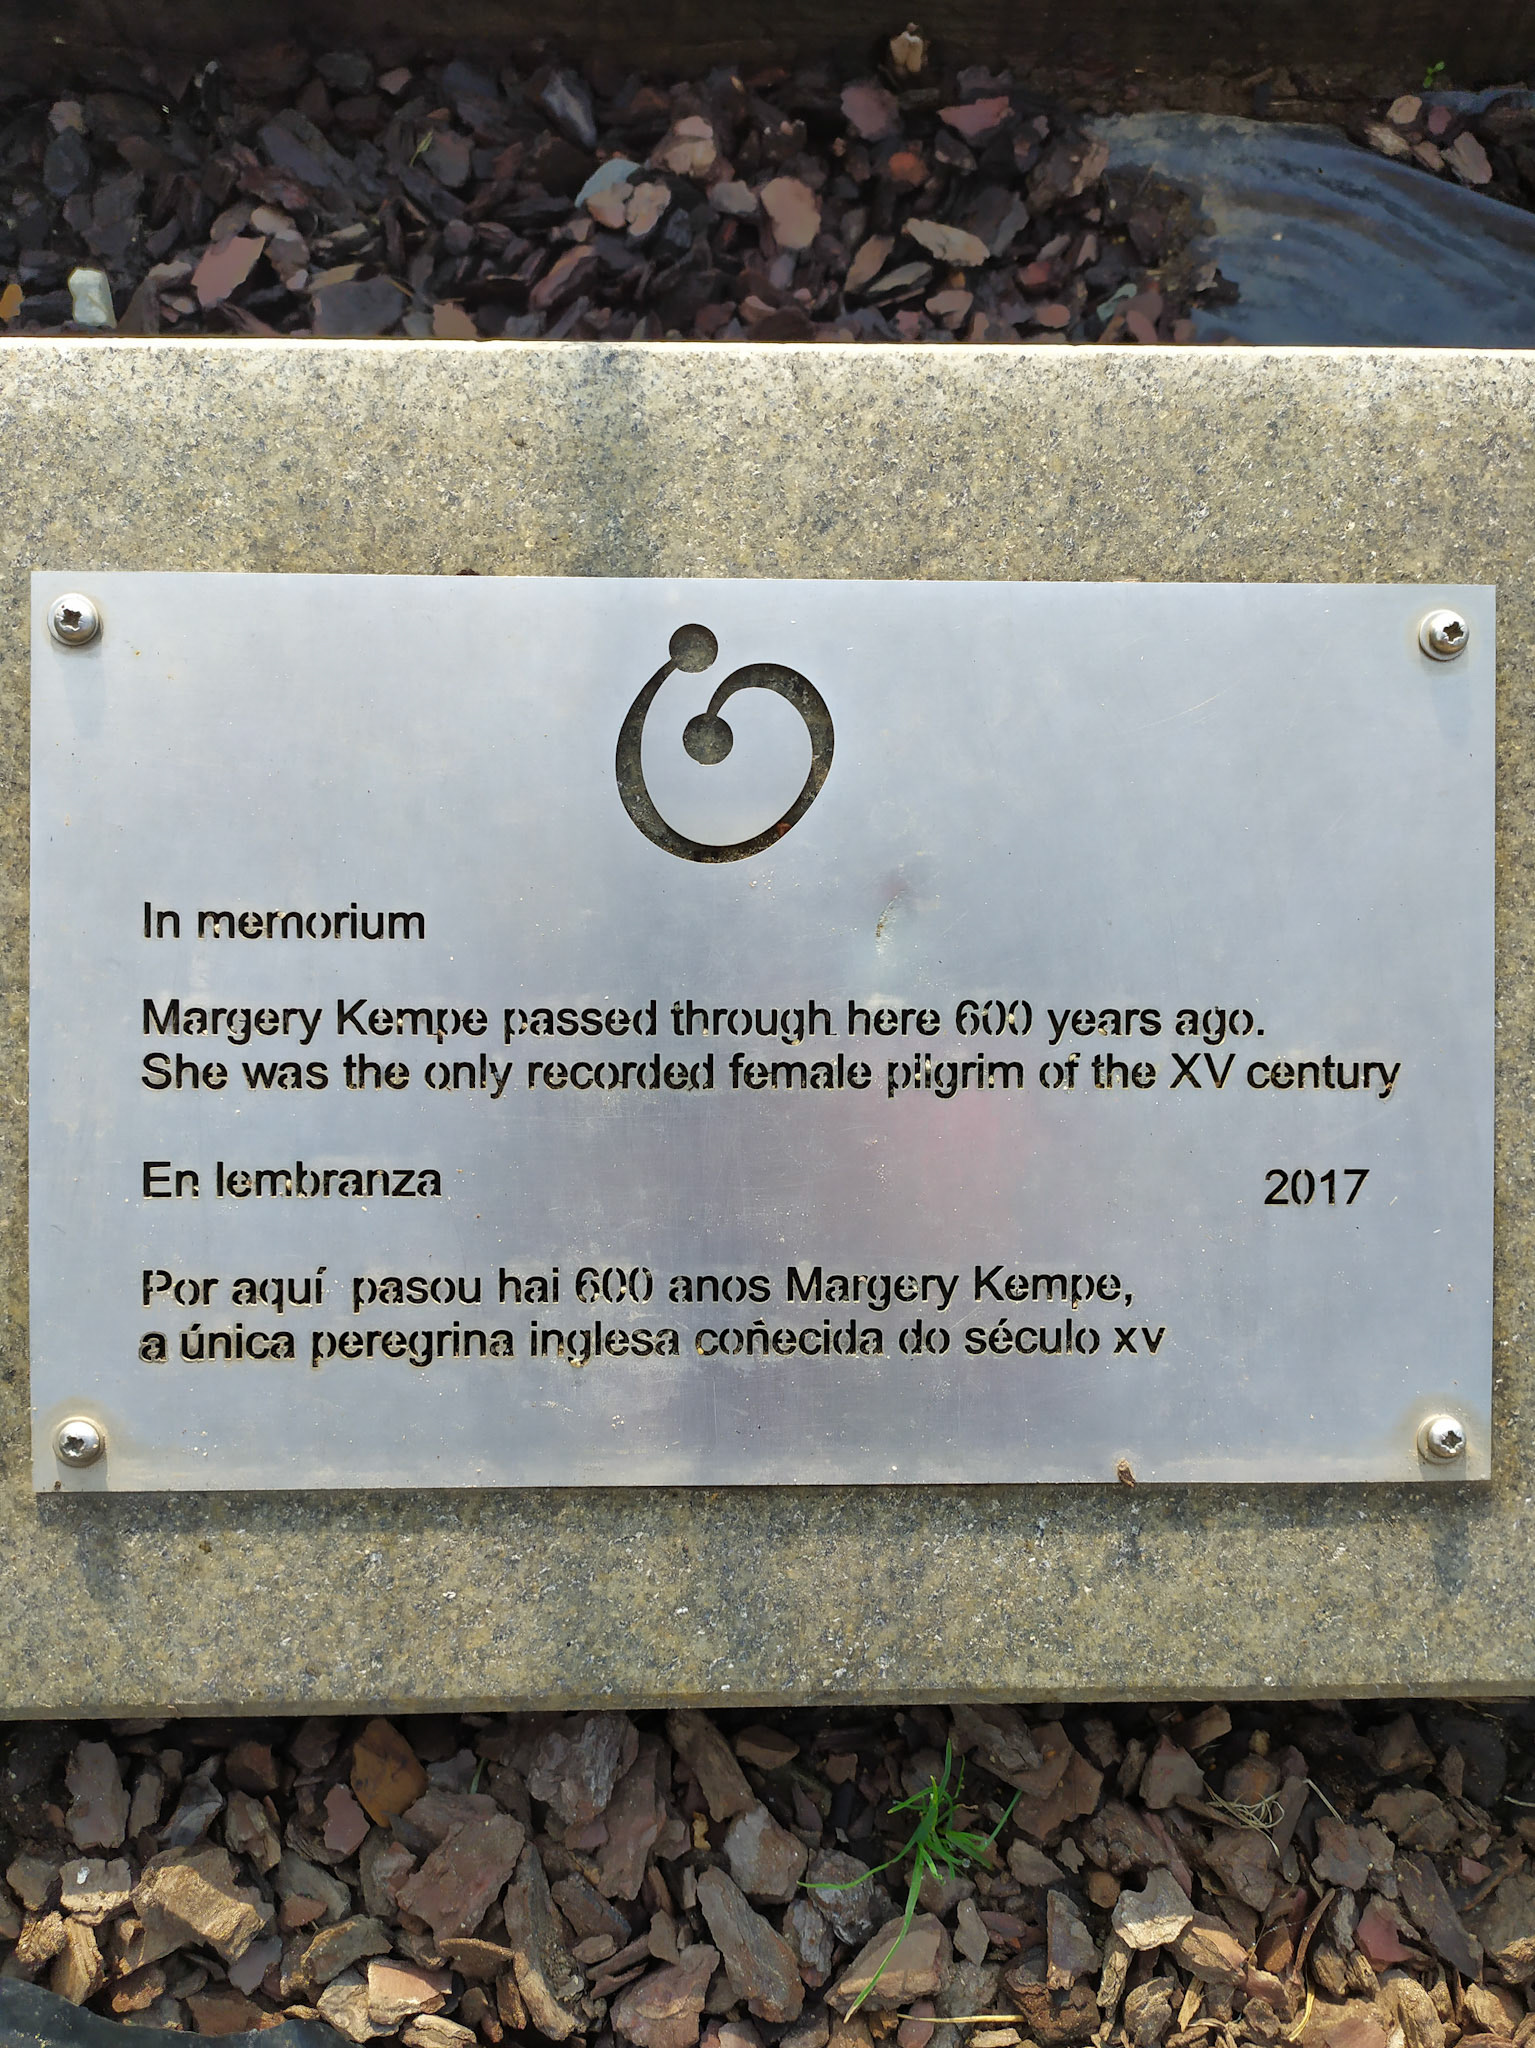 In memorium
Margery Kempe passed through here 600 years ago.
She was the only recorded female pilgrim of the XV century
En lembranza
2017
Por aquí pasou hai 600 anos Margery Kempe,
a única peregrina inglesa coñecida do século xv